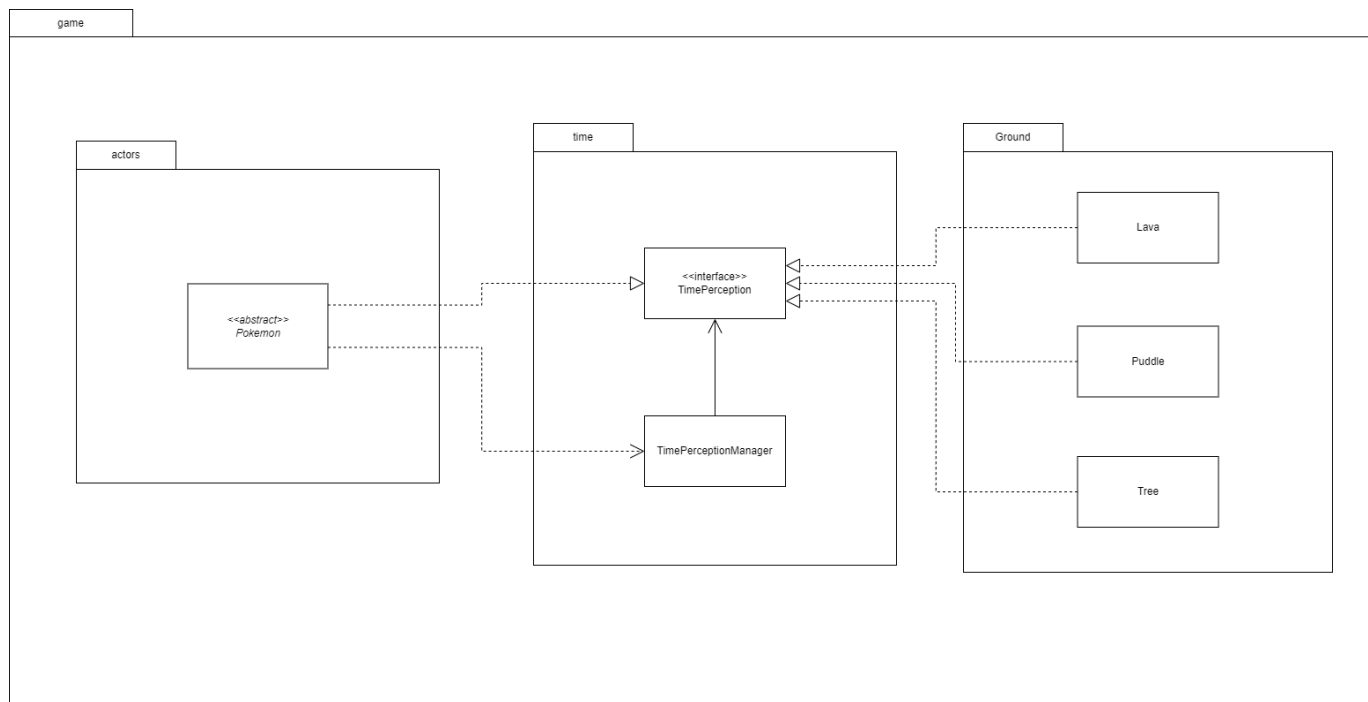 game
actors
time
Ground
<<abstract>>
Pokemon
<<interface>>
TimePerception
TimePerceptionManager
Lava
Puddle
Tree